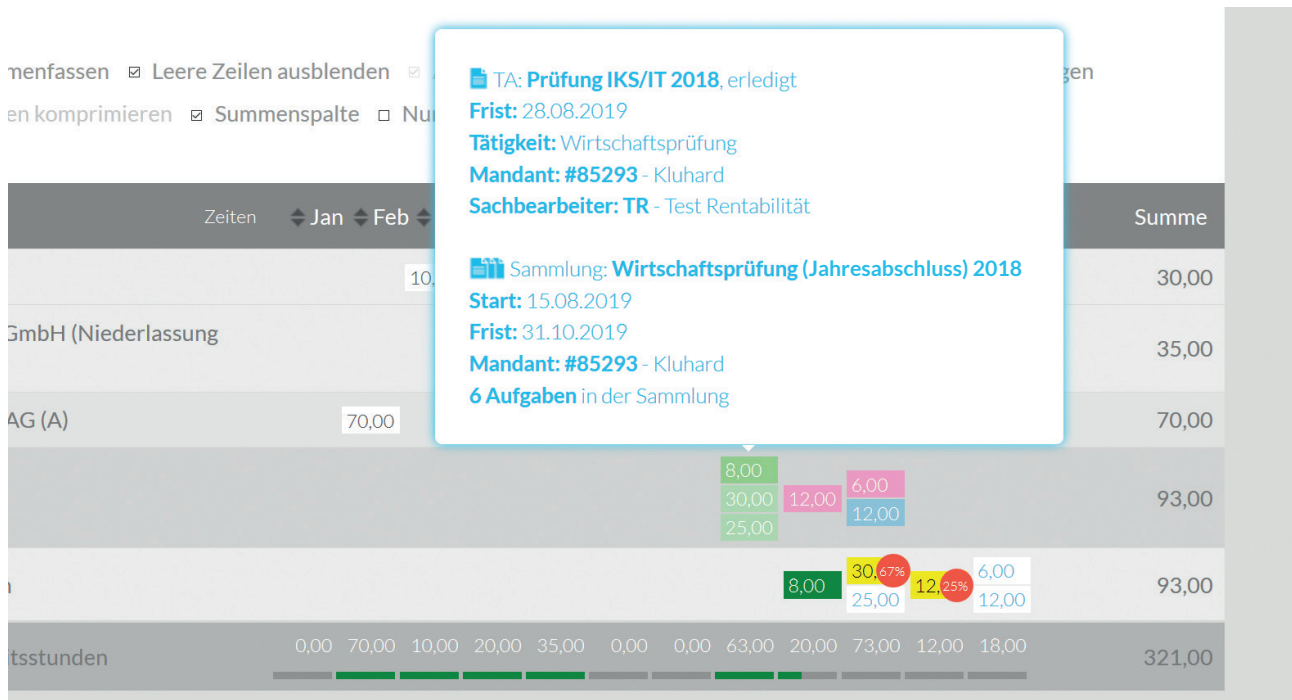 menfassen Leere Zeilen ausblenden gen
en komprimieren Summenspalte Nur
TA: Prüfung IKS/IT 2018, erledigt
Frist: 28.08.2019
Tätigkeit: Wirtschaftsprüfung
Mandant: #85293 - Kluhard
Sachbearbeiter: TR - Test Rentabilität
Sammlung: Wirtschaftsprüfung (Jahresabschluss) 2018
Start: 15.08.2019
Frist: 31.10.2019
Mandant: #85293 - Kluhard
6 Aufgaben in der Sammlung
Zeiten Jan Feb Summe
10, 30,00
GmbH (Niederlassung
35,00
AG (A) 70,00 70,00
8,00
30,00 12,00 6,00 93,00
25,00 12,00
8,00 30, 67% 12, 25% 6,00 93,00
25,00 12,00
itsstunden 0,00 70,00 10,00 20,00 35,00 0,00 0,00 63,00 20,00 73,00 12,00 18,00 321,00